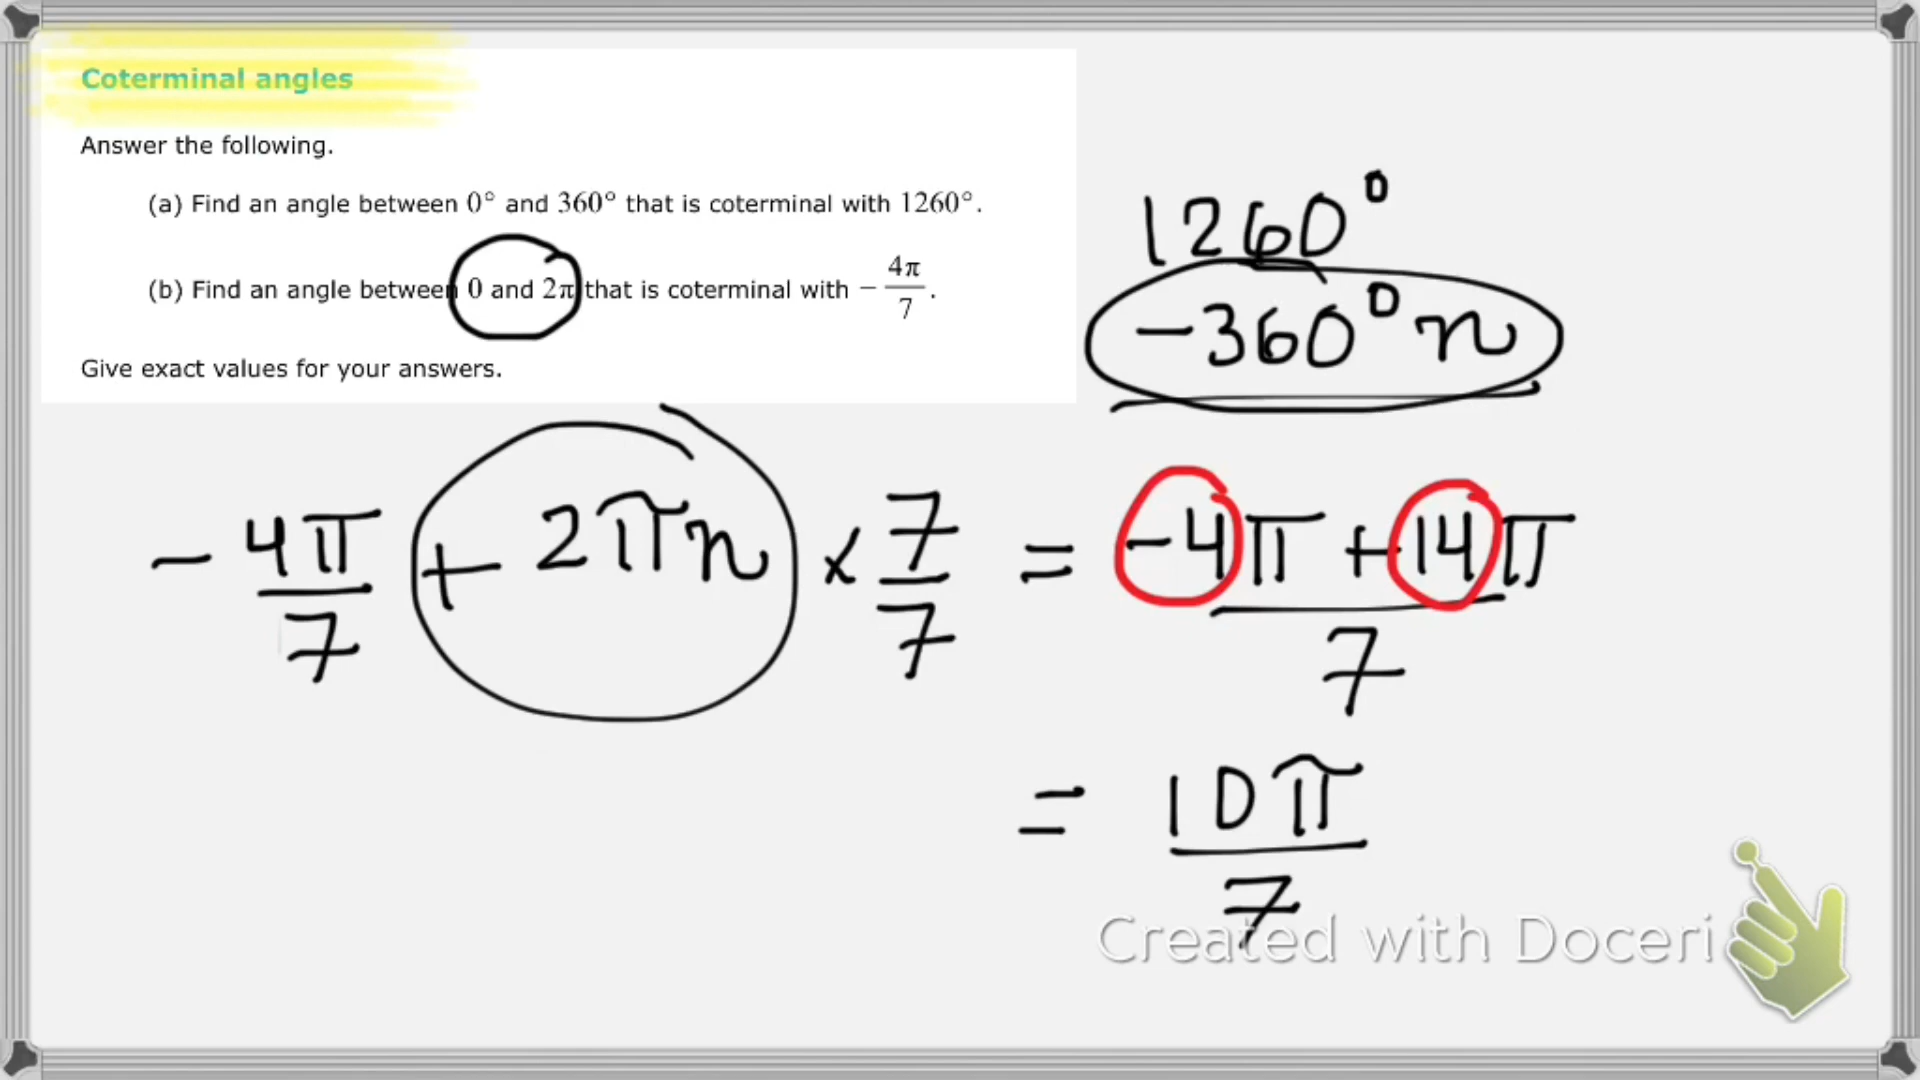 Coterminal angles
Answer the following.
(a) Find an angle between 0° and 360° that is coterminal with 1260°.
(b) Find an angle between 0 and 2π that is coterminal with − 4π/7 .
Give exact values for your answers.
1260°
−360°n
− 4π/7 + 2πn × 7/7 = −4π + 14π / 7
= 10π/7
Created with Doceri